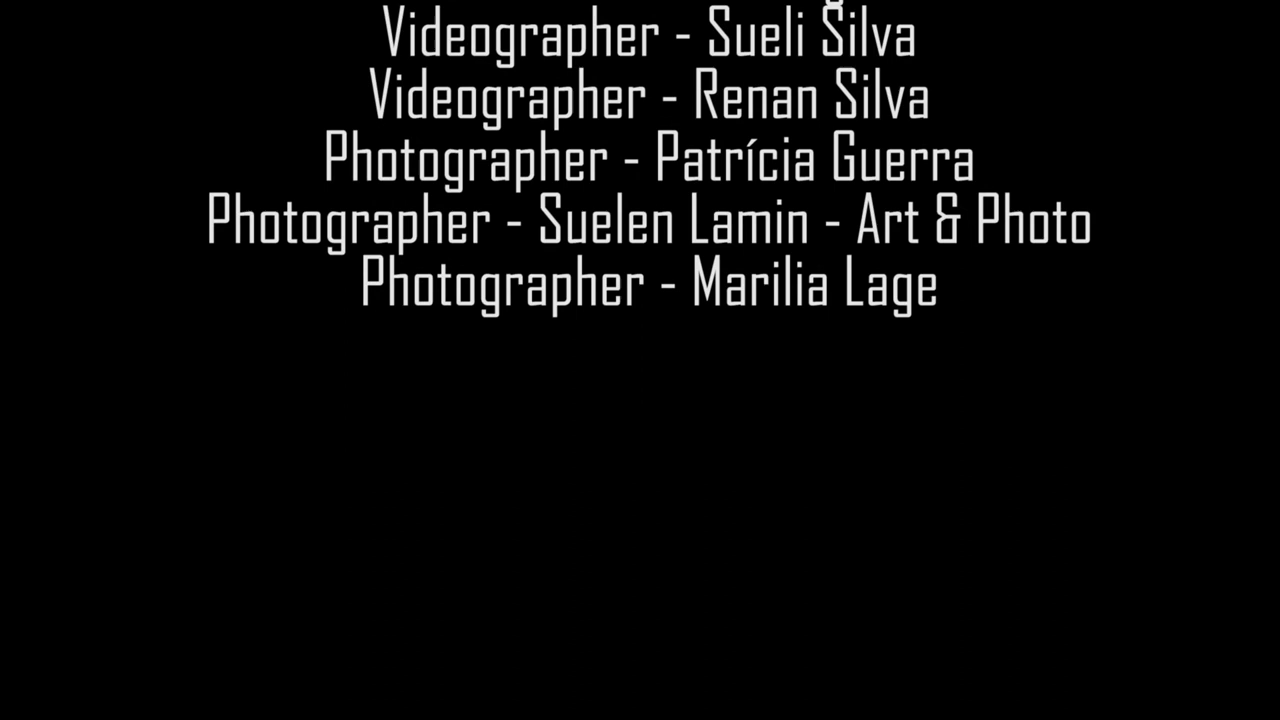 Videographer - Sueli Silva
Videographer - Renan Silva
Photographer - Patrícia Guerra
Photographer - Suelen Lamin - Art & Photo
Photographer - Marilia Lage